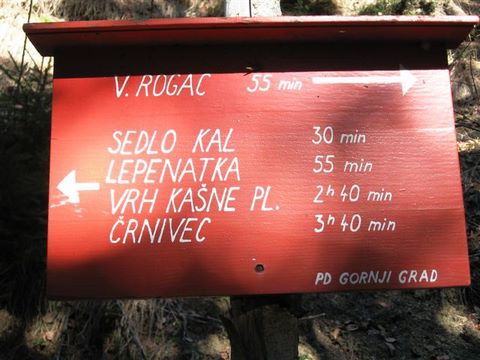 V. ROGAC 55 min
SEDLO KAL 30 min
LEPENATKA 55 min
VRH KAŠNE PL. 2h 40 min
ČRNIVEC 3h 40 min
PD GORNJI GRAD